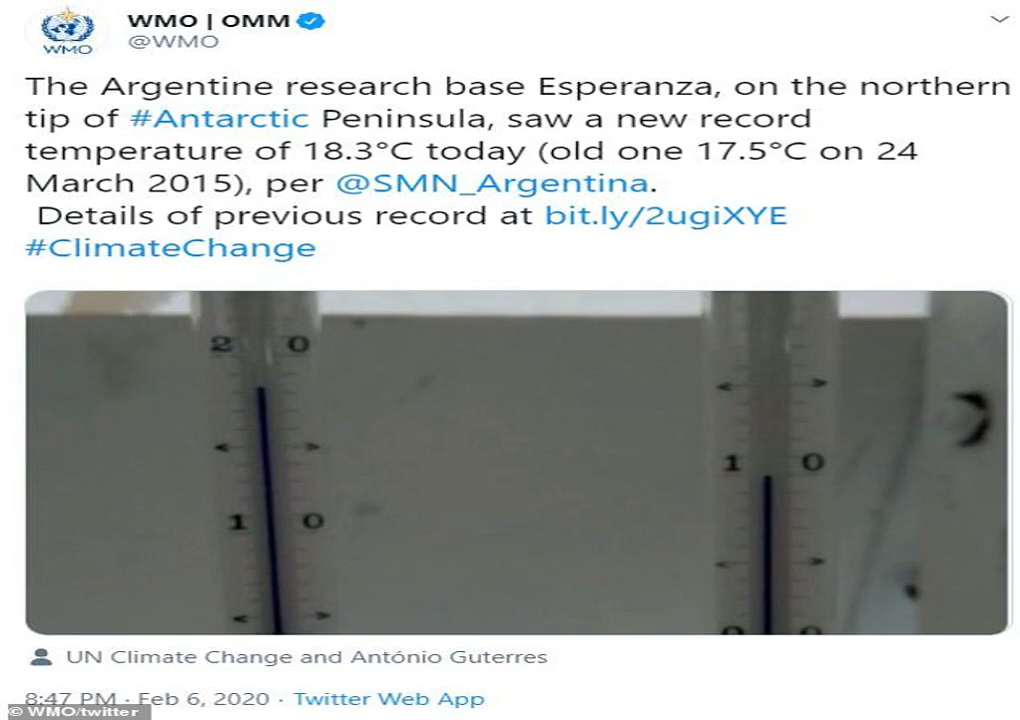 WMO | OMM
WMO
@WMO
The Argentine research base Esperanza, on the northern
tip of #Antarctic Peninsula, saw a new record
temperature of 18.3°C today (old one 17.5°C on 24
March 2015), per @SMN_Argentina.
Details of previous record at bit.ly/2ugiXYE
#ClimateChange
2 0
1 0
1 0
0 0
UN Climate Change and António Guterres
8:47 PM · Feb 6, 2020 · Twitter Web App
© WMO/twitter